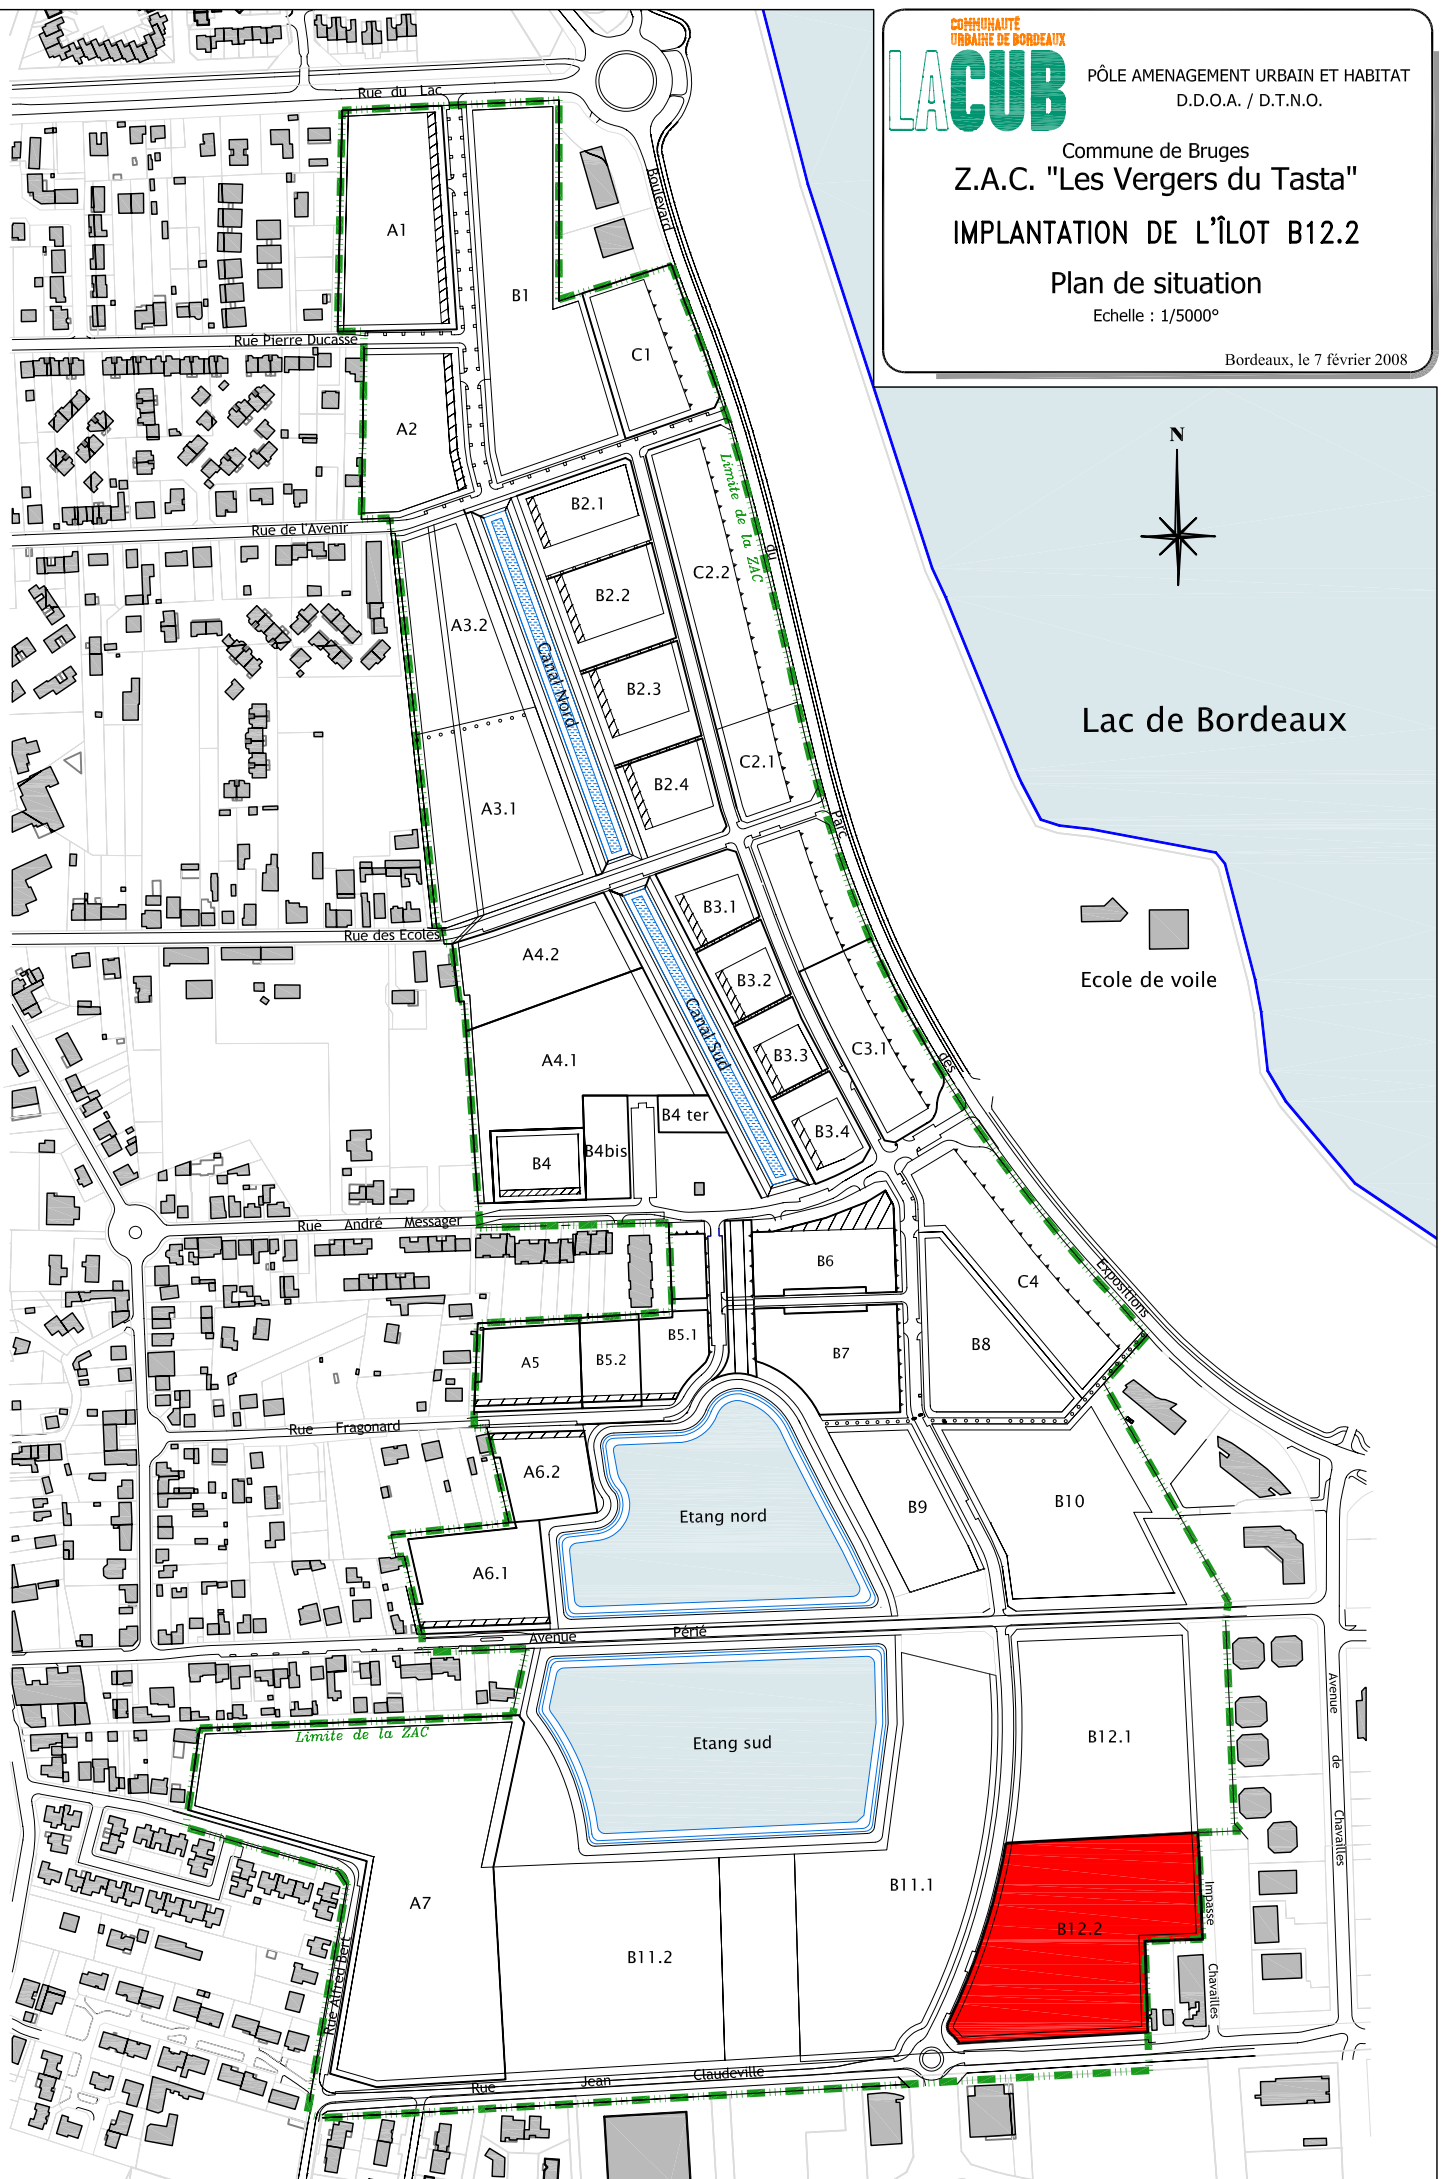 COMMUNAUTÉ
URBAINE DE BORDEAUX
LACUB
PÔLE AMENAGEMENT URBAIN ET HABITAT
D.D.O.A. / D.T.N.O.
Commune de Bruges
Z.A.C. "Les Vergers du Tasta"
IMPLANTATION DE L'ÎLOT B12.2
Plan de situation
Echelle : 1/5000°
Bordeaux, le 7 février 2008
N
Rue du Lac
Boulevard
A1
B1
Rue Pierre Ducasse
C1
A2
Limite de la ZAC
B2.1
Rue de l'Avenir
du
C2.2
B2.2
A3.2
Canal Nord
B2.3
Lac de Bordeaux
C2.1
B2.4
A3.1
Parc
B3.1
Rue des Ecoles
A4.2
B3.2
Ecole de voile
Canal Sud
A4.1
B3.3
C3.1
des
B4 ter
B3.4
B4bis
B4
Rue André Messager
B6
C4
Expositions
B5.1
B8
B7
A5
B5.2
Rue Fragonard
A6.2
B10
B9
Etang nord
A6.1
Avenue Périé
Limite de la ZAC
Etang sud
B12.1
Avenue de Chavailles
B11.1
A7
Impasse Chavailles
B12.2
B11.2
Rue Alfred Bert
Rue Jean Claudeville